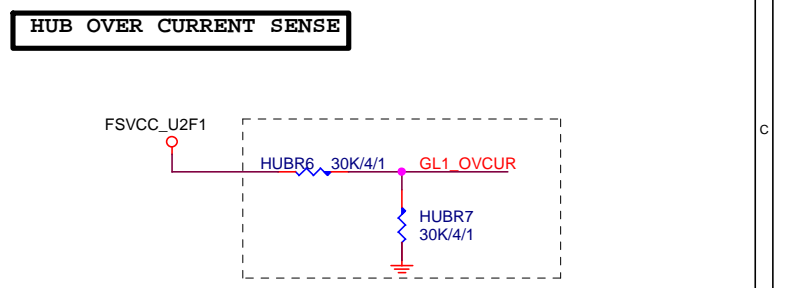 HUB OVER CURRENT SENSE
FSVCC_U2F1
C
HUBR6 30K/4/1 GL1_OVCUR
HUBR7
30K/4/1